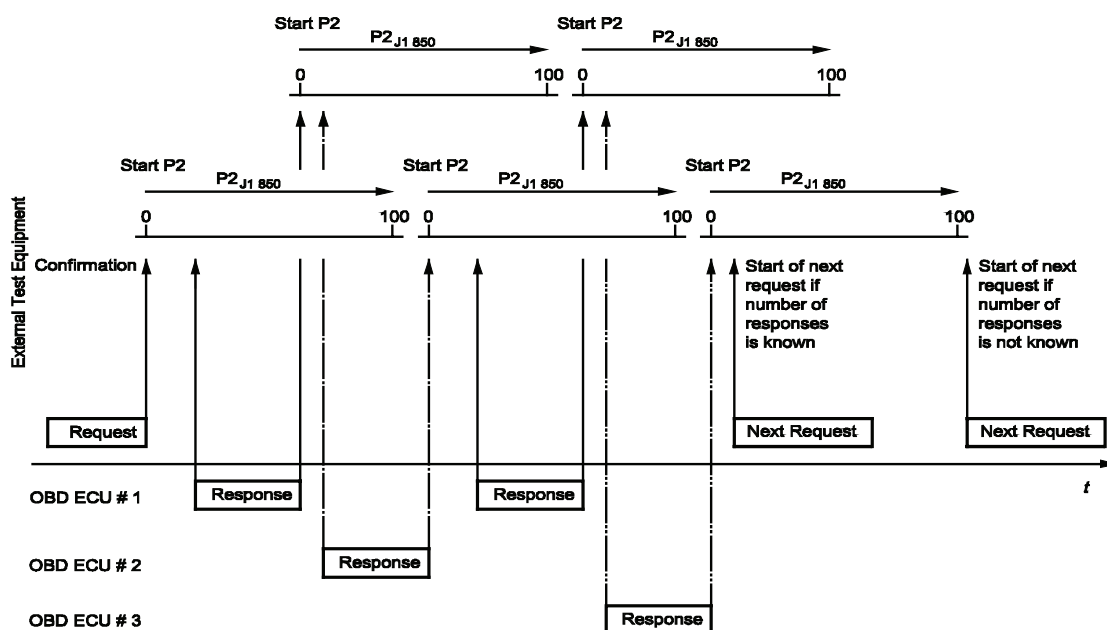 Start P2
Start P2
P2J1 850
P2J1 850
0
100
0
100
Start P2
Start P2
Start P2
P2J1 850
P2J1 850
P2J1 850
0
100
0
100
0
100
External Test Equipment
Confirmation
Start of next
request if
number of
responses
is known
Start of next
request if
number of
responses
is not known
Request
Next Request
Next Request
t
OBD ECU # 1
Response
Response
OBD ECU # 2
Response
OBD ECU # 3
Response